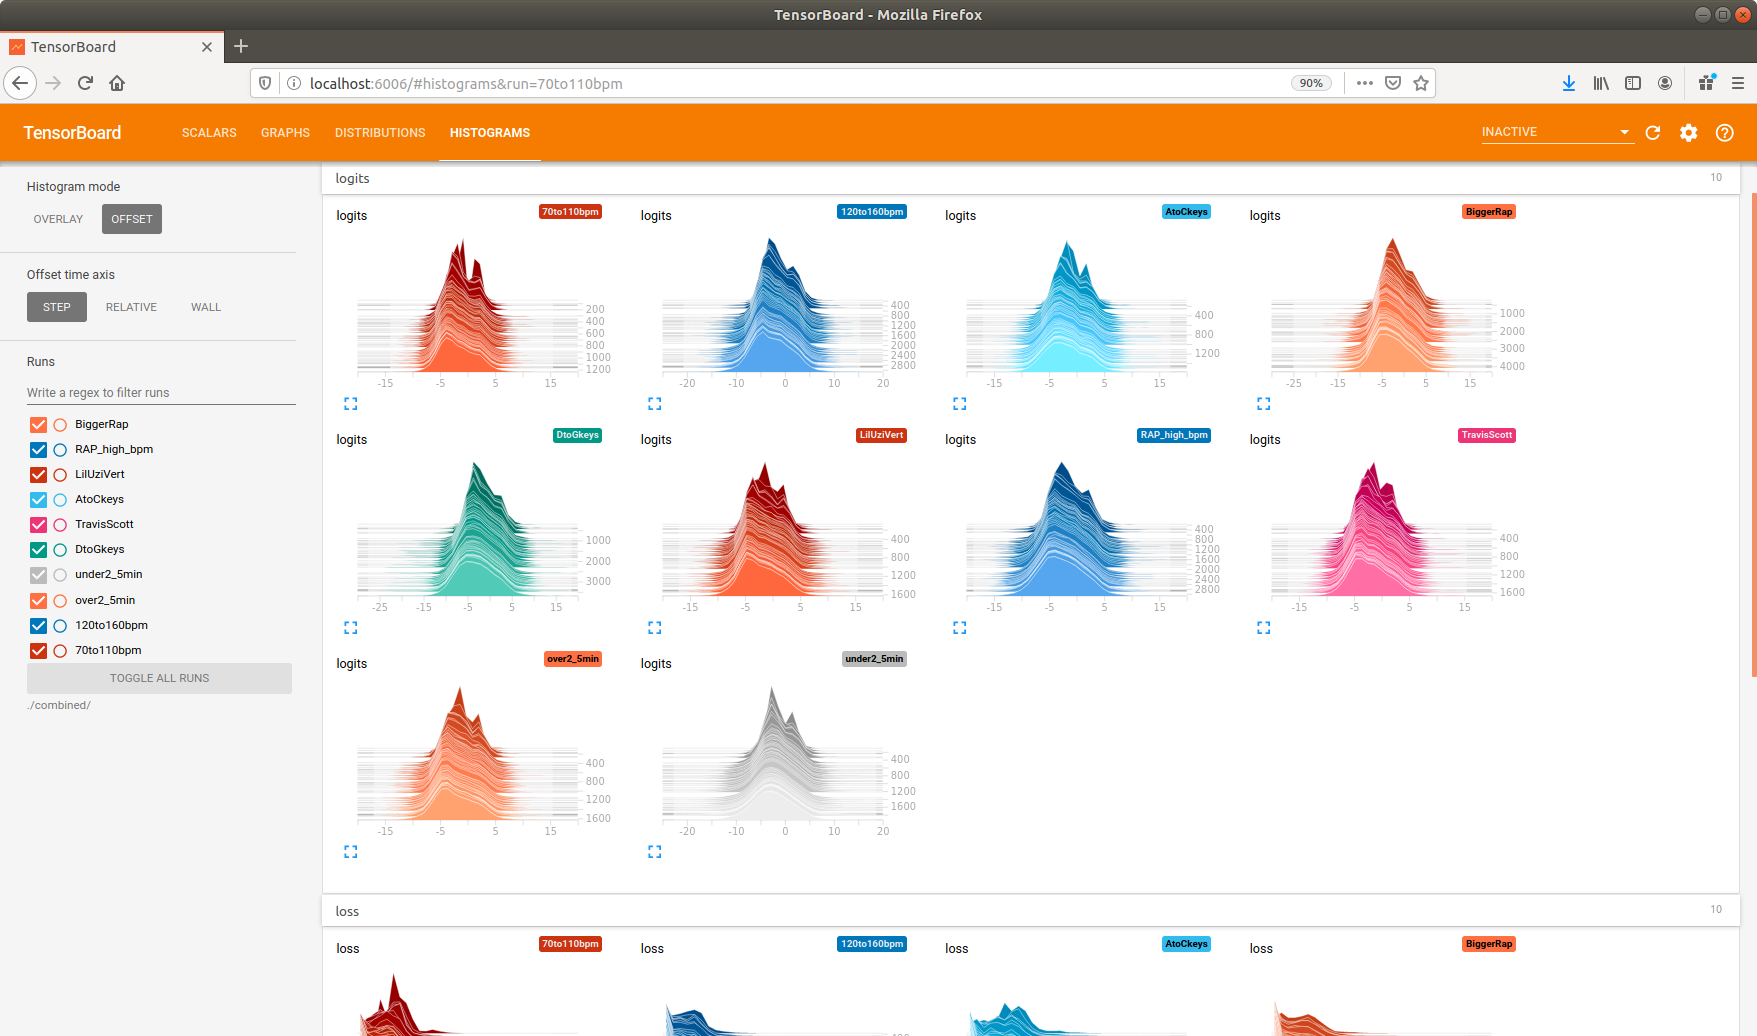 TensorBoard - Mozilla Firefox
TensorBoard
localhost:6006/#histograms&run=70to110bpm
90%
TensorBoard
SCALARS
GRAPHS
DISTRIBUTIONS
HISTOGRAMS
INACTIVE
Histogram mode
OVERLAY
OFFSET
Offset time axis
STEP
RELATIVE
WALL
Runs
Write a regex to filter runs
BiggerRap
RAP_high_bpm
LilUziVert
AtoCkeys
TravisScott
DtoGkeys
under2_5min
over2_5min
120to160bpm
70to110bpm
TOGGLE ALL RUNS
./combined/
logits
10
logits
70to110bpm
200
400
600
800
1000
1200
-15 -5 5 15
logits
120to160bpm
400
800
1200
1600
2000
2400
2800
-20 -10 0 10 20
logits
AtoCkeys
400
800
1200
-15 -5 5 15
logits
BiggerRap
1000
2000
3000
4000
-25 -15 -5 5 15
logits
DtoGkeys
1000
2000
3000
-25 -15 -5 5 15
logits
LilUziVert
400
800
1200
1600
-15 -5 5 15
logits
RAP_high_bpm
400
800
1200
1600
2000
2400
2800
-15 -5 5 15
logits
TravisScott
400
800
1200
1600
-15 -5 5 15
logits
over2_5min
400
800
1200
1600
-15 -5 5 15
logits
under2_5min
400
800
1200
1600
-20 -10 0 10 20
loss
10
loss
70to110bpm
loss
120to160bpm
loss
AtoCkeys
loss
BiggerRap